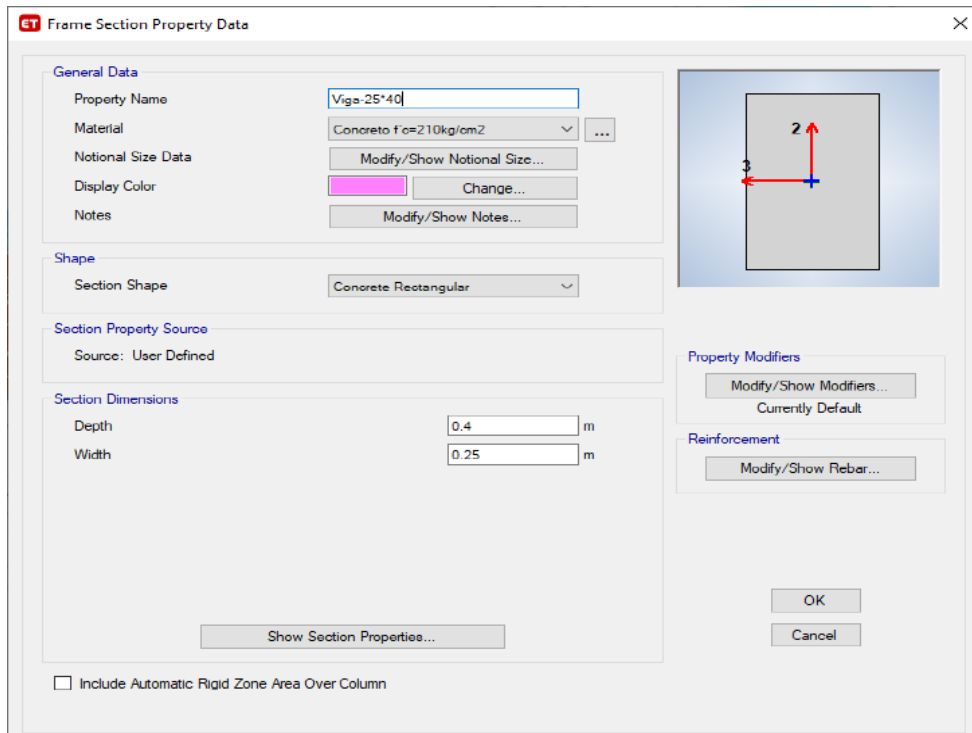 ET Frame Section Property Data
General Data
Property Name Viga-25*40
Material Concreto f'c=210kg/cm2 ...
Notional Size Data Modify/Show Notional Size...
Display Color Change...
Notes Modify/Show Notes...
2
3
Shape
Section Shape Concrete Rectangular
Section Property Source
Source: User Defined
Property Modifiers
Modify/Show Modifiers...
Currently Default
Section Dimensions
Depth 0.4 m
Width 0.25 m
Reinforcement
Modify/Show Rebar...
OK
Cancel
Show Section Properties...
Include Automatic Rigid Zone Area Over Column